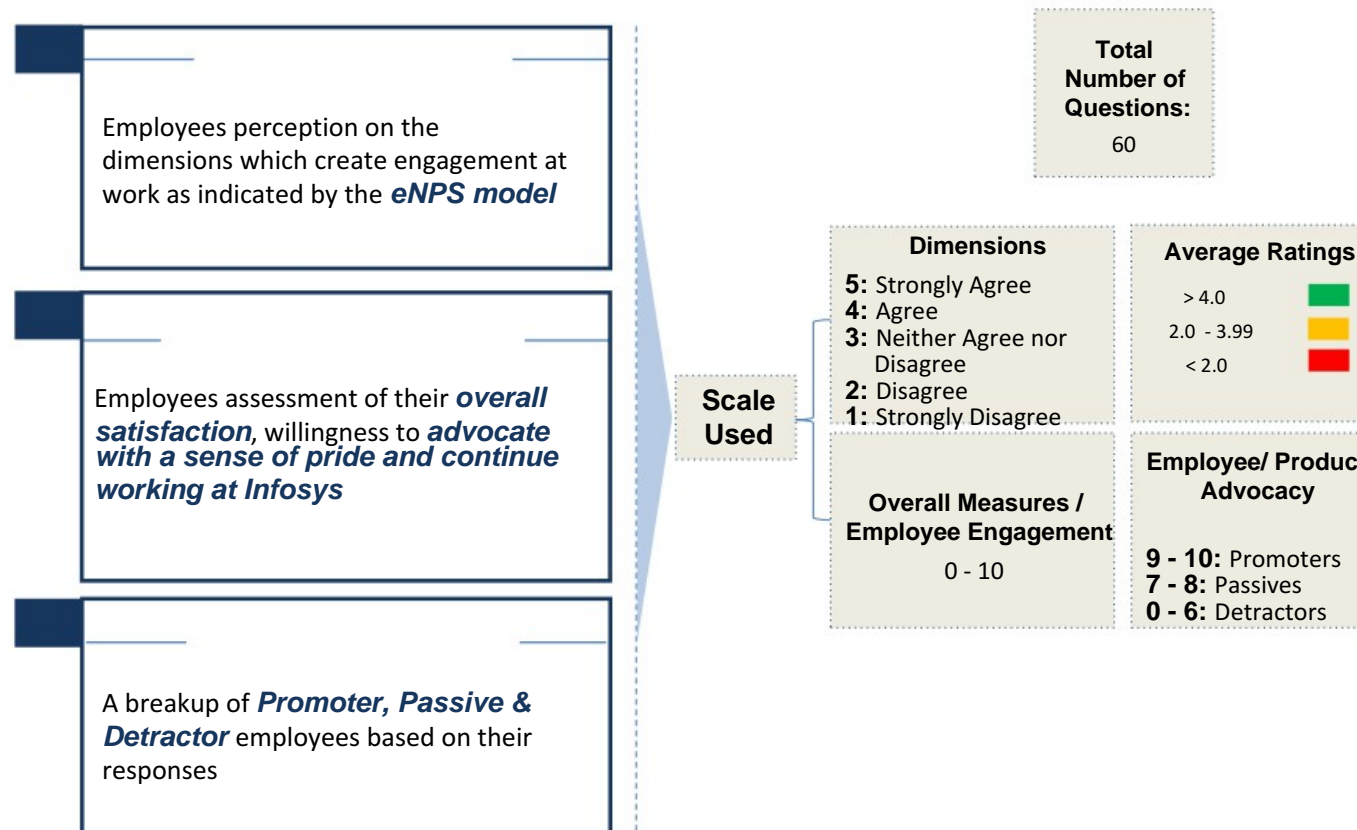 Employees perception on the
dimensions which create engagement at
work as indicated by the eNPS model
Employees assessment of their overall
satisfaction, willingness to advocate
with a sense of pride and continue
working at Infosys
A breakup of Promoter, Passive &
Detractor employees based on their
responses
Scale
Used
Total
Number of
Questions:
60
Dimensions
5: Strongly Agree
4: Agree
3: Neither Agree nor
Disagree
2: Disagree
1: Strongly Disagree
Average Ratings
> 4.0
2.0 - 3.99
< 2.0
Overall Measures /
Employee Engagement
0 - 10
Employee/ Produc
Advocacy
9 - 10: Promoters
7 - 8: Passives
0 - 6: Detractors